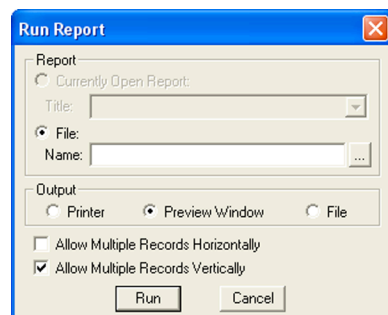 Run Report
Report
Currently Open Report:
Title:
File:
Name:
...
Output
Printer Preview Window File
Allow Multiple Records Horizontally
Allow Multiple Records Vertically
Run Cancel